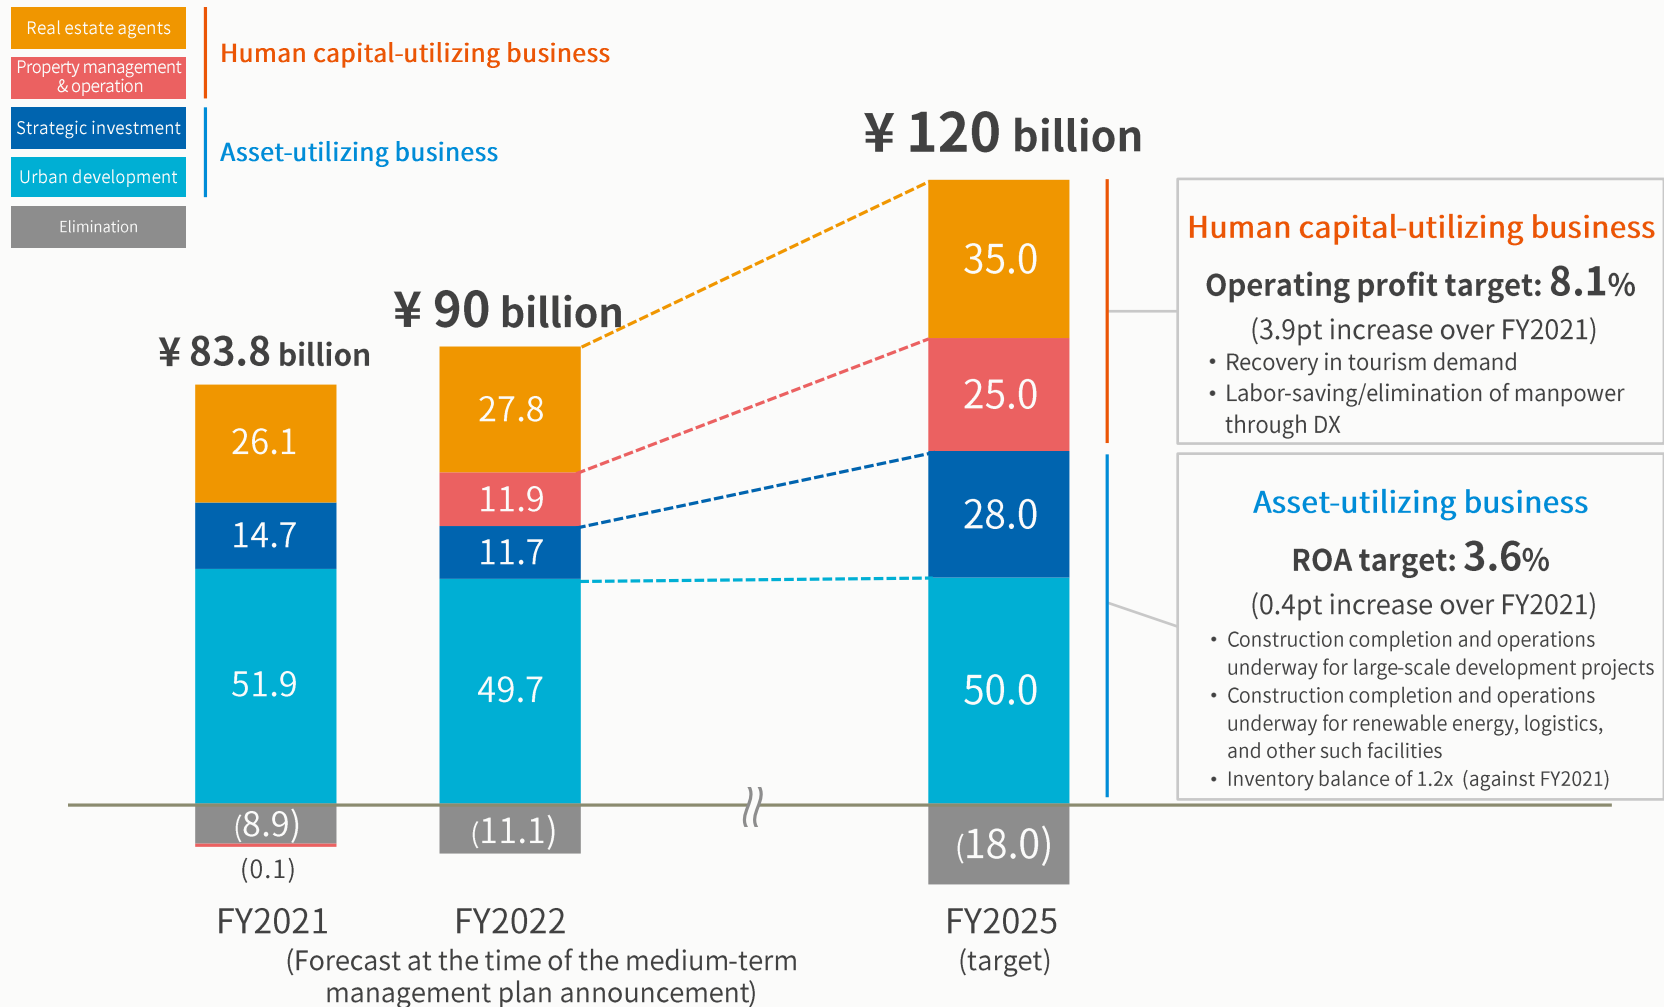 Real estate agents
Property management
& operation
Strategic investment
Urban development
Elimination
Human capital-utilizing business
Asset-utilizing business
¥ 83.8 billion
26.1
14.7
51.9
(8.9)
(0.1)
FY2021
¥ 90 billion
27.8
11.9
11.7
49.7
(11.1)
FY2022
(Forecast at the time of the medium-term
management plan announcement)
¥ 120 billion
35.0
25.0
28.0
50.0
(18.0)
FY2025
(target)
Human capital-utilizing business
Operating profit target: 8.1%
(3.9pt increase over FY2021)
• Recovery in tourism demand
• Labor-saving/elimination of manpower
through DX
Asset-utilizing business
ROA target: 3.6%
(0.4pt increase over FY2021)
• Construction completion and operations
underway for large-scale development projects
• Construction completion and operations
underway for renewable energy, logistics,
and other such facilities
• Inventory balance of 1.2x (against FY2021)